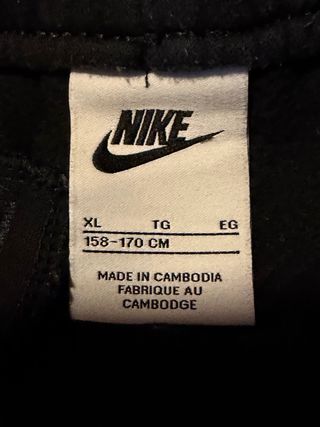 NIKE
XL TG EG
158-170 CM
MADE IN CAMBODIA
FABRIQUE AU
CAMBODGE